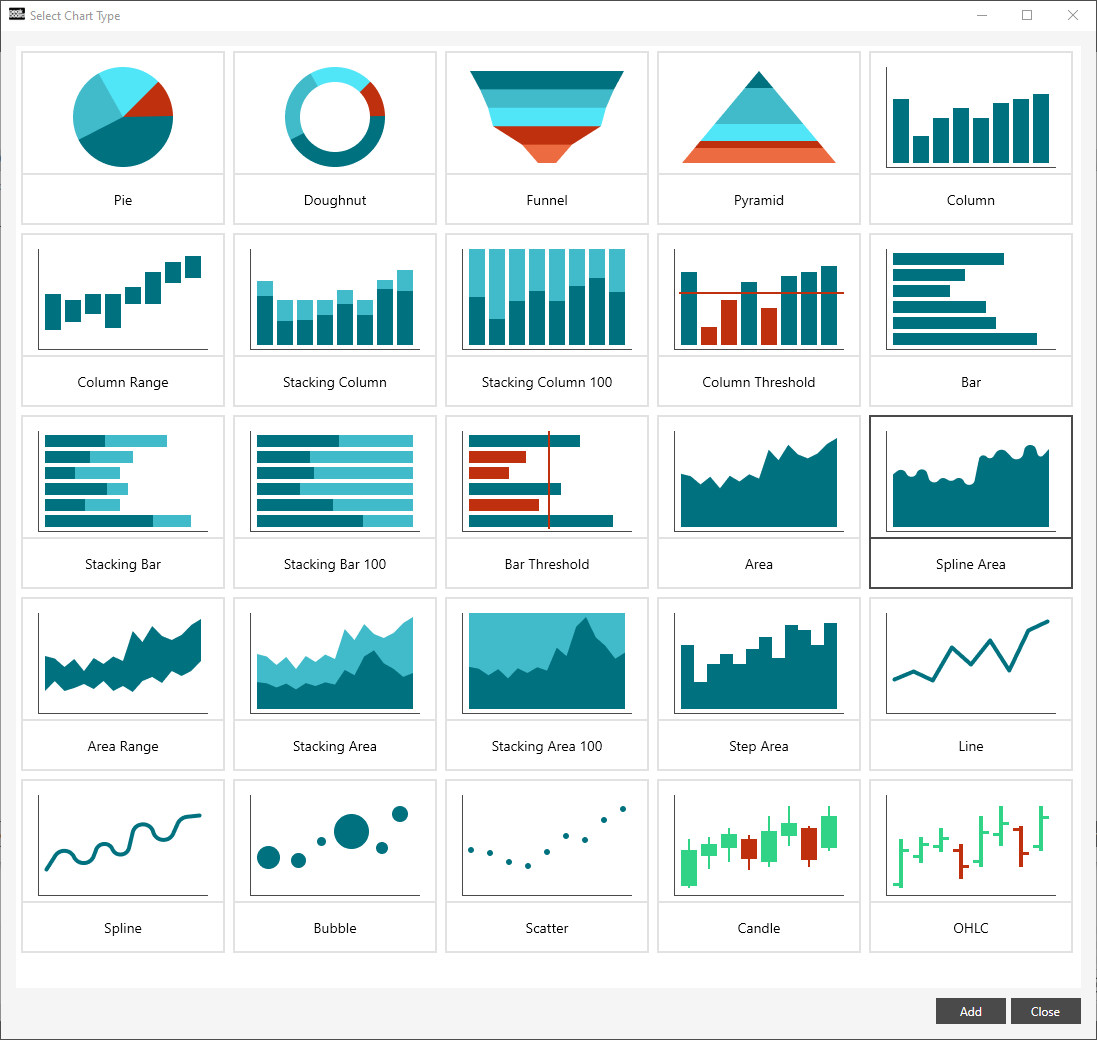 peak
board
Select Chart Type
Pie
Doughnut
Funnel
Pyramid
Column
Column Range
Stacking Column
Stacking Column 100
Column Threshold
Bar
Stacking Bar
Stacking Bar 100
Bar Threshold
Area
Spline Area
Area Range
Stacking Area
Stacking Area 100
Step Area
Line
Spline
Bubble
Scatter
Candle
OHLC
Add
Close